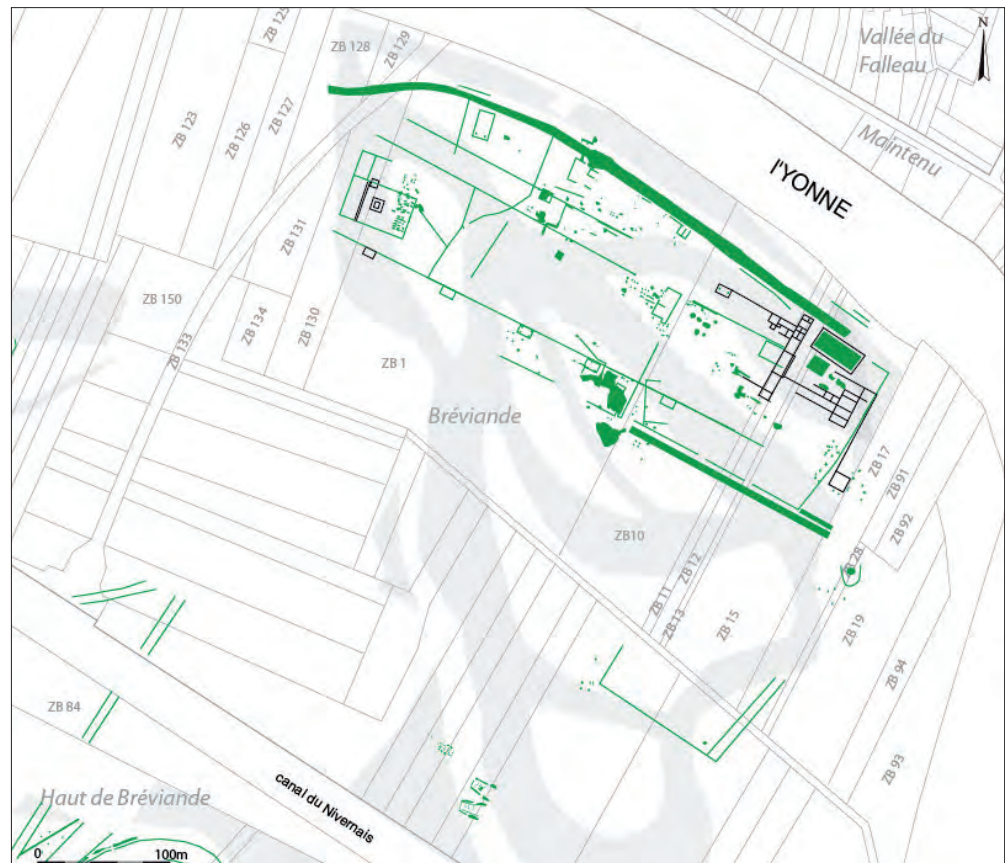 ZB 125
ZB 128
ZB 129
Vallée du
Falleau
N
ZB 123
ZB 126
ZB 127
Maintenu
l'YONNE
ZB 131
ZB 150
ZB 134
ZB 130
ZB 133
ZB 1
Bréviande
ZB 17
ZB 91
ZB 92
ZB10
ZB 28
ZB 11
ZB 12
ZB 13
ZB 15
ZB 19
ZB 94
ZB 84
ZB 93
canal du Nivernais
Haut de Bréviande
0
100m